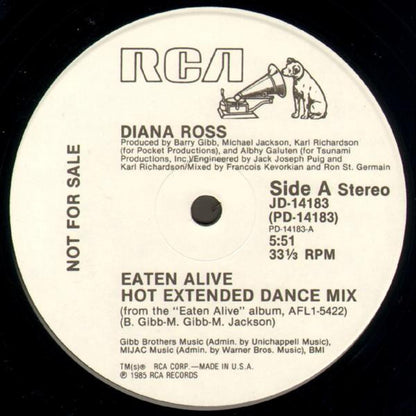 RCA
DIANA ROSS
Produced by Barry Gibb, Michael Jackson, Karl Richardson
(for Pocket Productions), and Albhy Galuten (for Tsunami
Productions, Inc.)/Engineered by Jack Joseph Puig and
Karl Richardson/Mixed by Francois Kevorkian and Ron St. Germain
NOT FOR SALE
Side A Stereo
JD-14183
(PD-14183)
PD-14183-A
5:51
33⅓ RPM
EATEN ALIVE
HOT EXTENDED DANCE MIX
(from the "Eaten Alive" album, AFL1-5422)
(B. Gibb-M. Gibb-M. Jackson)
Gibb Brothers Music (Admin. by Unichappell Music),
MIJAC Music (Admin. by Warner Bros. Music), BMI
TM(s)® RCA CORP.—MADE IN U.S.A.
℗ 1985 RCA RECORDS